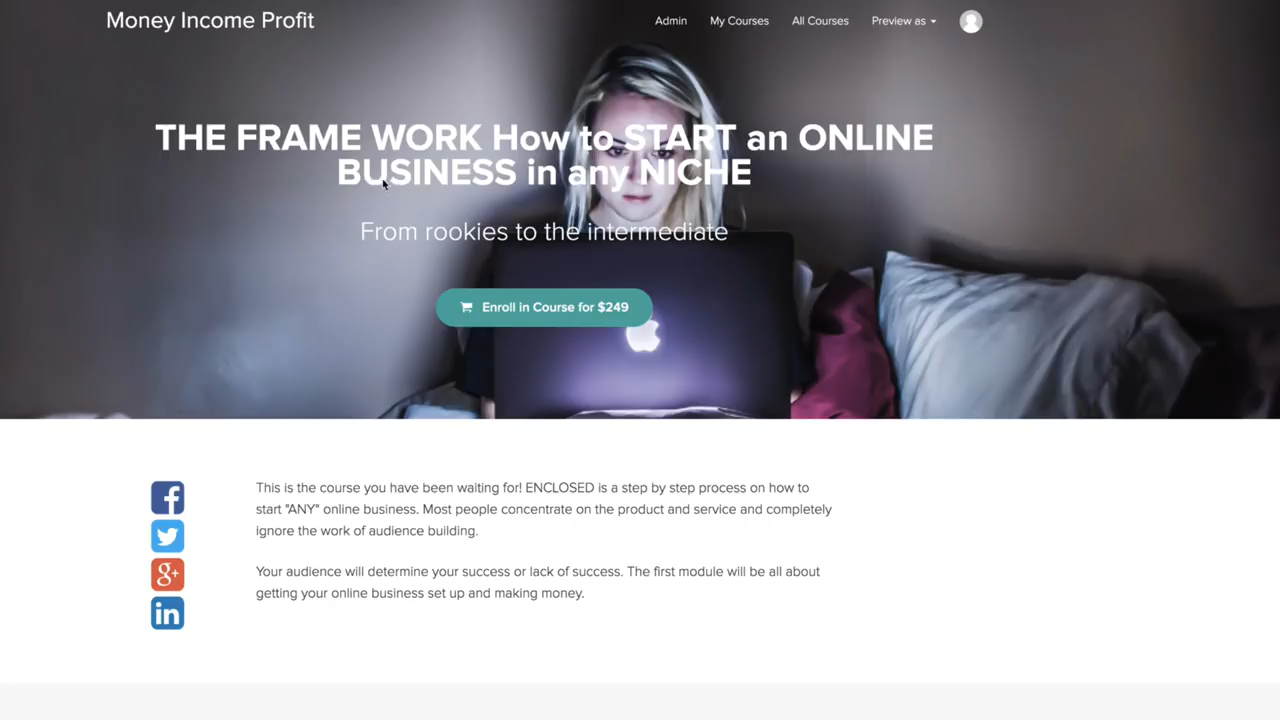 Money Income Profit
Admin
My Courses
All Courses
Preview as
THE FRAME WORK How to START an ONLINE
BUSINESS in any NICHE
From rookies to the intermediate
Enroll in Course for $249
This is the course you have been waiting for! ENCLOSED is a step by step process on how to
start "ANY" online business. Most people concentrate on the product and service and completely
ignore the work of audience building.
Your audience will determine your success or lack of success. The first module will be all about
getting your online business set up and making money.